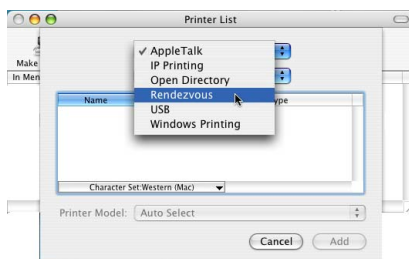 Printer List
✓ AppleTalk
IP Printing
Open Directory
Rendezvous
USB
Windows Printing
Make
In Men
Name
ype
Character Set:Western (Mac)
Printer Model: Auto Select
Cancel
Add